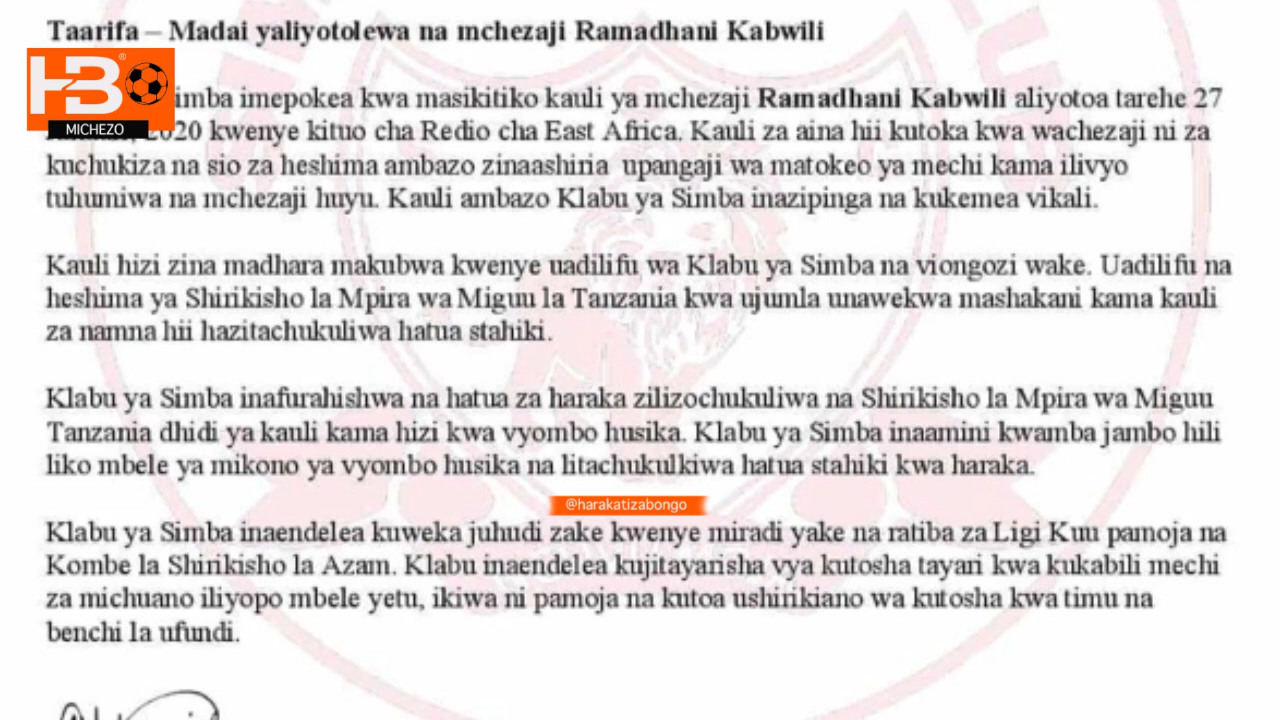 Taarifa – Madai yaliyotolewa na mchezaji Ramadhani Kabwili
HB
MICHEZO
imba imepokea kwa masikitiko kauli ya mchezaji Ramadhani Kabwili aliyotoa tarehe 27
2020 kwenye kituo cha Redio cha East Africa. Kauli za aina hii kutoka kwa wachezaji ni za
kuchukiza na sio za heshima ambazo zinaashiria upangaji wa matokeo ya mechi kama ilivyo
tuhumiwa na mchezaji huyu. Kauli ambazo Klabu ya Simba inazipinga na kukemea vikali.
Kauli hizi zina madhara makubwa kwenye uadilifu wa Klabu ya Simba na viongozi wake. Uadilifu na
heshima ya Shirikisho la Mpira wa Miguu la Tanzania kwa ujumla unawekwa mashakani kama kauli
za namna hii hazitachukuliwa hatua stahiki.
Klabu ya Simba inafurahishwa na hatua za haraka zilizochukuliwa na Shirikisho la Mpira wa Miguu
Tanzania dhidi ya kauli kama hizi kwa vyombo husika. Klabu ya Simba inaamini kwamba jambo hili
liko mbele ya mikono ya vyombo husika na litachukulkiwa hatua stahiki kwa haraka.
@harakatizabongo
Klabu ya Simba inaendelea kuweka juhudi zake kwenye miradi yake na ratiba za Ligi Kuu pamoja na
Kombe la Shirikisho la Azam. Klabu inaendelea kujitayarisha vya kutosha tayari kwa kukabili mechi
za michuano iliyopo mbele yetu, ikiwa ni pamoja na kutoa ushirikiano wa kutosha kwa timu na
benchi la ufundi.